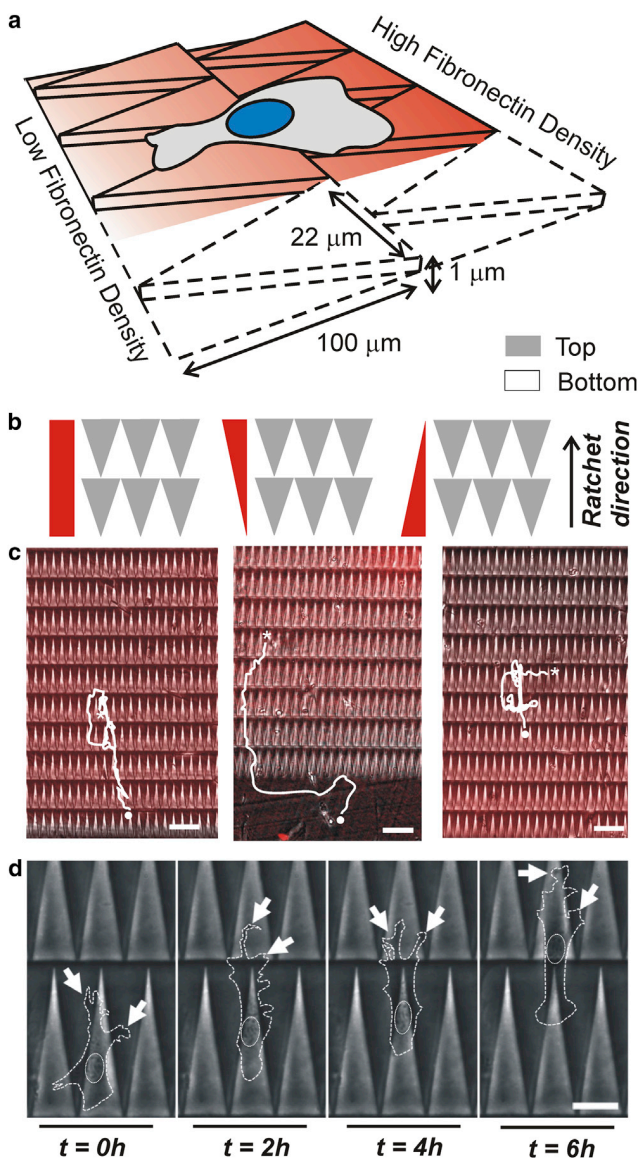 a
High Fibronectin Density
Low Fibronectin Density
22 μm
1 μm
100 μm
Top
Bottom
b
Ratchet direction
c
*
*
*
d
t = 0h
t = 2h
t = 4h
t = 6h